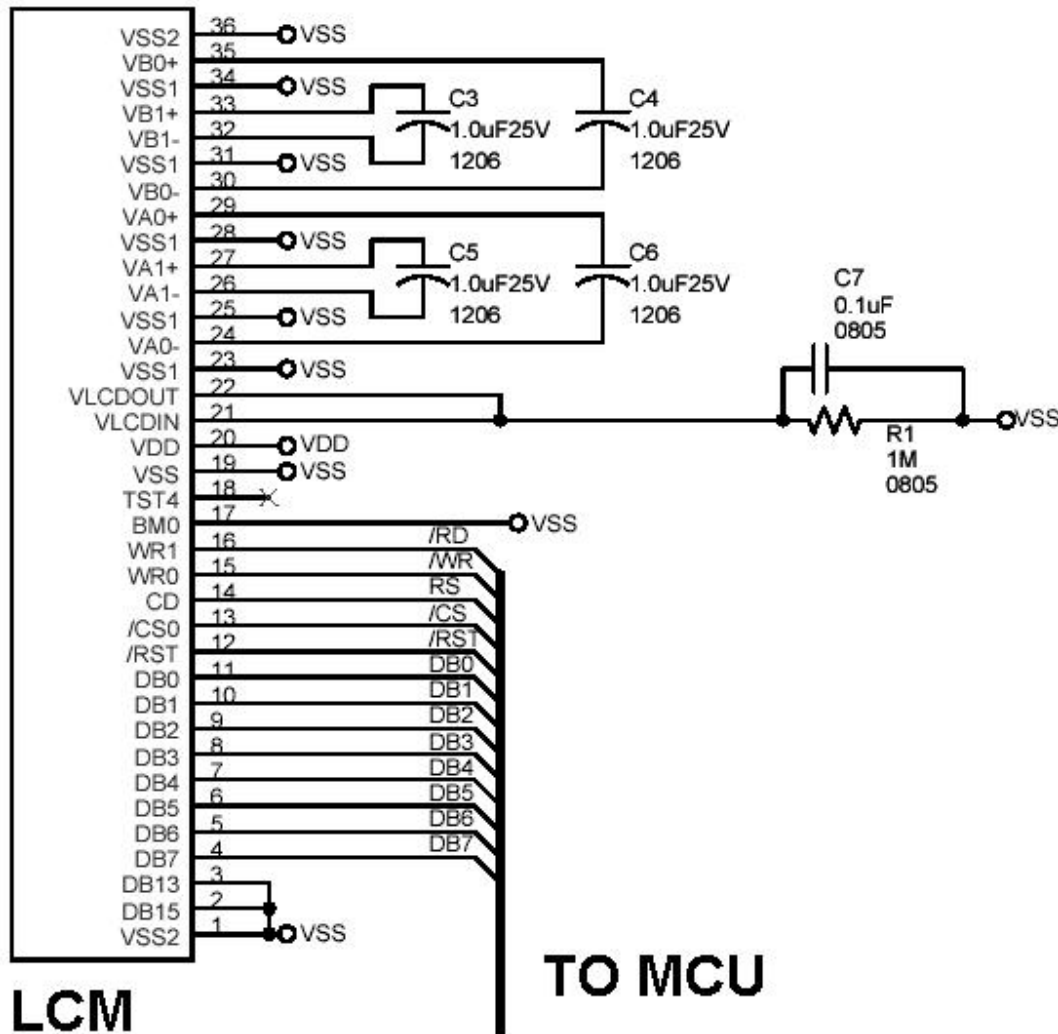 VSS2 36 VSS
VB0+ 35
VSS1 34 VSS
VB1+ 33
VB1- 32
VSS1 31 VSS
VB0- 30
C3
1.0uF25V
1206
C4
1.0uF25V
1206
VA0+ 29
VSS1 28 VSS
VA1+ 27
VA1- 26
VSS1 25 VSS
VA0- 24
C5
1.0uF25V
1206
C6
1.0uF25V
1206
VSS1 23 VSS
VLCDOUT 22
VLCDIN 21
C7
0.1uF
0805
VSS
R1
1M
0805
VDD 20 VDD
VSS 19 VSS
TST4 18
BM0 17 VSS
WR1 16 /RD
WR0 15 /WR
CD 14 RS
/CS0 13 /CS
/RST 12 /RST
DB0 11 DB0
DB1 10 DB1
DB2 9 DB2
DB3 8 DB3
DB4 7 DB4
DB5 6 DB5
DB6 5 DB6
DB7 4 DB7
DB13 3
DB15 2
VSS2 1 VSS
LCM
TO MCU